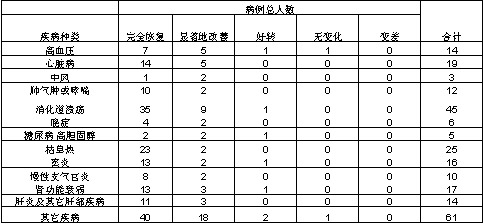 病例总人数
疾病种类 完全恢复 显著地改善 好转 无变化 变差 合计
高血压 7 5 1 1 0 14
心脏病 14 5 0 0 0 19
中风 1 2 0 0 0 3
肺气肿或哮喘 10 2 0 0 0 12
消化道溃疡 35 9 1 0 0 45
癌症 4 2 0 0 0 6
糖尿病 高胆固醇 2 2 1 0 0 5
枯草热 23 2 0 0 0 25
鼻炎 13 2 1 0 0 16
慢性支气管炎 8 2 0 0 0 10
肾功能衰弱 13 3 1 0 0 17
肝炎及其它肝部疾病 11 3 0 0 0 14
其它疾病 40 18 2 1 0 61